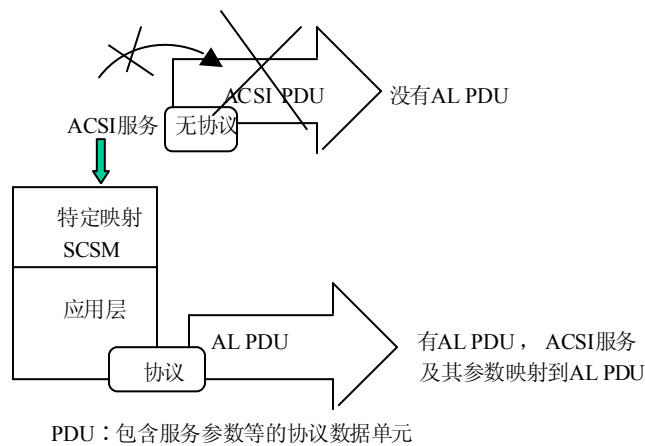 ACSI PDU
没有AL PDU
ACSI服务
无协议
特定映射
SCSM
应用层
AL PDU
协议
有AL PDU， ACSI服务
及其参数映射到AL PDU
PDU：包含服务参数等的协议数据单元